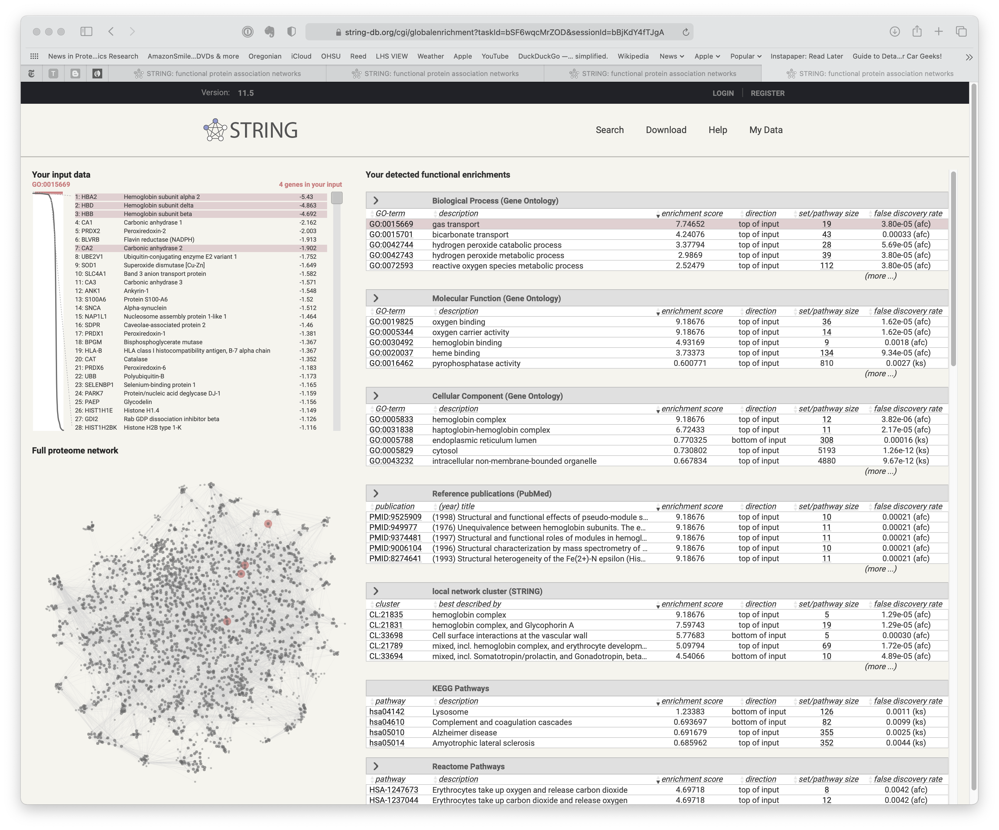 string-db.org/cgi/globalenrichment?taskId=bSF6wqcMrZOD&sessionId=bBjKdY4fTJgA
News in Prote...ics Research AmazonSmile...DVDs & more Oregonian iCloud OHSU Reed LHS VIEW Weather Apple YouTube DuckDuckGo —... simplified. Wikipedia News Apple Popular Instapaper: Read Later Guide to Deta...r Car Geeks!
T STRING: functional protein association networks STRING: functional protein association networks STRING: functional protein association networks STRING: functional protein association networks
Version: 11.5 LOGIN REGISTER
STRING Search Download Help My Data
Your input data
GO:0015669 4 genes in your input
1: HBA2 Hemoglobin subunit alpha 2 -5.43
2: HBD Hemoglobin subunit delta -4.863
3: HBB Hemoglobin subunit beta -4.692
4: CA1 Carbonic anhydrase 1 -2.162
5: PRDX2 Peroxiredoxin-2 -2.003
6: BLVRB Flavin reductase (NADPH) -1.913
7: CA2 Carbonic anhydrase 2 -1.902
8: UBE2V1 Ubiquitin-conjugating enzyme E2 variant 1 -1.752
9: SOD1 Superoxide dismutase [Cu-Zn] -1.649
10: SLC4A1 Band 3 anion transport protein -1.582
11: CA3 Carbonic anhydrase 3 -1.571
12: ANK1 Ankyrin-1 -1.548
13: S100A6 Protein S100-A6 -1.52
14: SNCA Alpha-synuclein -1.512
15: NAP1L1 Nucleosome assembly protein 1-like 1 -1.464
16: SDPR Caveolae-associated protein 2 -1.46
17: PRDX1 Peroxiredoxin-1 -1.381
18: BPGM Bisphosphoglycerate mutase -1.367
19: HLA-B HLA class I histocompatibility antigen, B-7 alpha chain -1.367
20: CAT Catalase -1.352
21: PRDX6 Peroxiredoxin-6 -1.183
22: UBB Polyubiquitin-B -1.173
23: SELENBP1 Selenium-binding protein 1 -1.165
24: PARK7 Protein/nucleic acid deglycase DJ-1 -1.159
25: PAEP Glycodelin -1.156
26: HIST1H1E Histone H1.4 -1.149
27: GDI2 Rab GDP dissociation inhibitor beta -1.126
28: HIST1H2BK Histone H2B type 1-K -1.116
Full proteome network
Your detected functional enrichments
Biological Process (Gene Ontology)
GO-term description enrichment score direction set/pathway size false discovery rate
GO:0015669 gas transport 7.74652 top of input 19 3.80e-05 (afc)
GO:0015701 bicarbonate transport 4.24076 top of input 43 0.00033 (afc)
GO:0042744 hydrogen peroxide catabolic process 3.37794 top of input 28 5.69e-05 (afc)
GO:0042743 hydrogen peroxide metabolic process 2.9869 top of input 39 3.80e-05 (afc)
GO:0072593 reactive oxygen species metabolic process 2.52479 top of input 112 3.80e-05 (afc)
(more ...)
Molecular Function (Gene Ontology)
GO-term description enrichment score direction set/pathway size false discovery rate
GO:0019825 oxygen binding 9.18676 top of input 36 1.62e-05 (afc)
GO:0005344 oxygen carrier activity 9.18676 top of input 14 1.62e-05 (afc)
GO:0030492 hemoglobin binding 4.93169 top of input 9 0.0018 (afc)
GO:0020037 heme binding 3.73373 top of input 134 9.34e-05 (afc)
GO:0016462 pyrophosphatase activity 0.600771 top of input 810 0.0027 (ks)
(more ...)
Cellular Component (Gene Ontology)
GO-term description enrichment score direction set/pathway size false discovery rate
GO:0005833 hemoglobin complex 9.18676 top of input 12 3.82e-06 (afc)
GO:0031838 haptoglobin-hemoglobin complex 6.72433 top of input 11 2.17e-05 (afc)
GO:0005788 endoplasmic reticulum lumen 0.770325 bottom of input 308 0.00016 (ks)
GO:0005829 cytosol 0.730802 top of input 5193 1.26e-12 (ks)
GO:0043232 intracellular non-membrane-bounded organelle 0.667834 top of input 4880 9.67e-12 (ks)
(more ...)
Reference publications (PubMed)
publication (year) title enrichment score direction set/pathway size false discovery rate
PMID:9525909 (1998) Structural and functional effects of pseudo-module s... 9.18676 top of input 10 0.00021 (afc)
PMID:949977 (1976) Unequivalence between hemoglobin subunits. The e... 9.18676 top of input 11 0.00021 (afc)
PMID:9374481 (1997) Structural and functional roles of modules in hemogl... 9.18676 top of input 11 0.00021 (afc)
PMID:9006104 (1996) Structural characterization by mass spectrometry of ... 9.18676 top of input 10 0.00021 (afc)
PMID:8274641 (1993) Structural heterogeneity of the Fe(2+)-N epsilon (His... 9.18676 top of input 11 0.00021 (afc)
(more ...)
local network cluster (STRING)
cluster best described by enrichment score direction set/pathway size false discovery rate
CL:21835 hemoglobin complex 9.18676 top of input 5 1.29e-05 (afc)
CL:21831 hemoglobin complex, and Glycophorin A 7.59743 top of input 19 1.29e-05 (afc)
CL:33698 Cell surface interactions at the vascular wall 5.77683 bottom of input 5 0.00030 (afc)
CL:21789 mixed, incl. hemoglobin complex, and erythrocyte developm... 5.09794 top of input 69 1.72e-05 (afc)
CL:33694 mixed, incl. Somatotropin/prolactin, and Gonadotropin, beta... 4.54066 bottom of input 10 4.89e-05 (afc)
(more ...)
KEGG Pathways
pathway description enrichment score direction set/pathway size false discovery rate
hsa04142 Lysosome 1.23383 bottom of input 126 0.0011 (ks)
hsa04610 Complement and coagulation cascades 0.693697 bottom of input 82 0.0099 (ks)
hsa05010 Alzheimer disease 0.691679 top of input 355 0.0025 (ks)
hsa05014 Amyotrophic lateral sclerosis 0.685962 top of input 352 0.0044 (ks)
Reactome Pathways
pathway description enrichment score direction set/pathway size false discovery rate
HSA-1247673 Erythrocytes take up oxygen and release carbon dioxide 4.69718 top of input 8 0.0042 (afc)
HSA-1237044 Erythrocytes take up carbon dioxide and release oxygen 4.69718 top of input 12 0.0042 (afc)